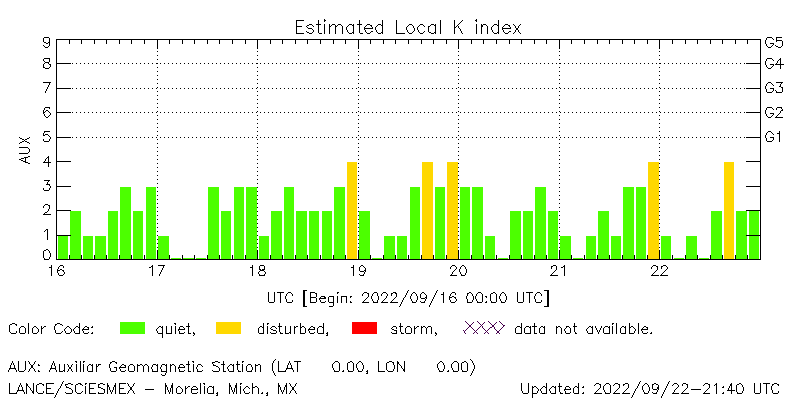 Estimated Local K index
9 G5
8 G4
7 G3
6 G2
5 G1
4
3
2
1
0
AUX
16 17 18 19 20 21 22
UTC [Begin: 2022/09/16 00:00 UTC]
Color Code: quiet, disturbed, storm, data not available.
AUX: Auxiliar Geomagnetic Station (LAT 0.00, LON 0.00)
LANCE/SCiESMEX - Morelia, Mich., MX Updated: 2022/09/22-21:40 UTC